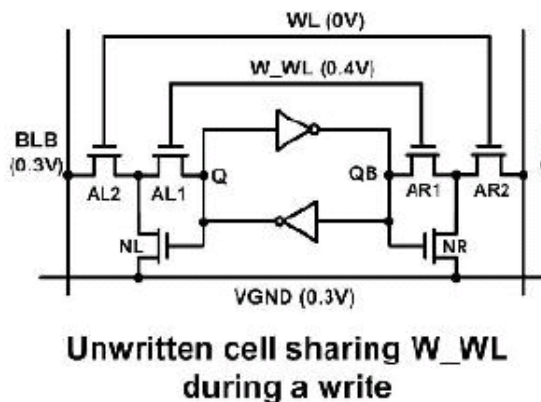 WL (0V)
W_WL (0.4V)
BLB
(0.3V)
Q
QB
AL2
AL1
AR1
AR2
NL
NR
VGND (0.3V)
Unwritten cell sharing W_WL
during a write